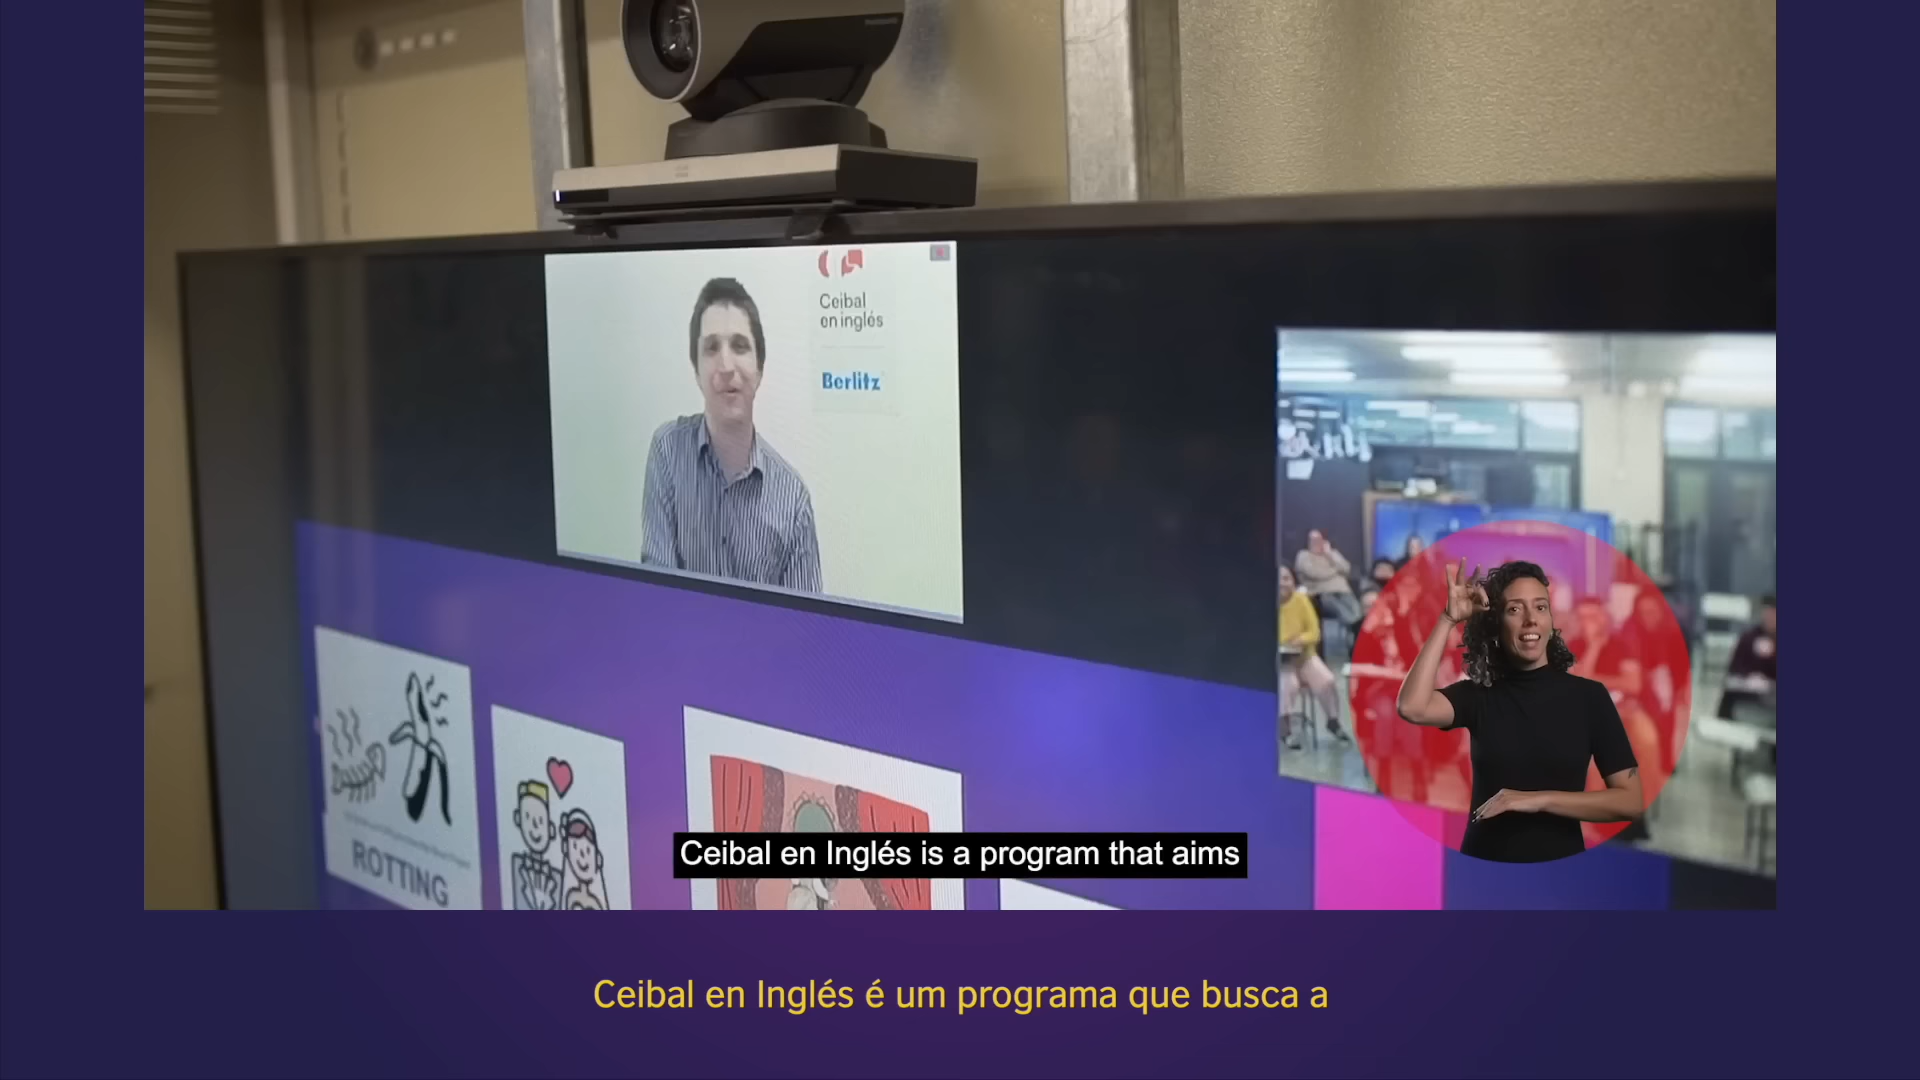 Panasonic
Ceibal
en inglés
Berlitz
ROTTING
Ceibal en Inglés is a program that aims
Ceibal en Inglés é um programa que busca a